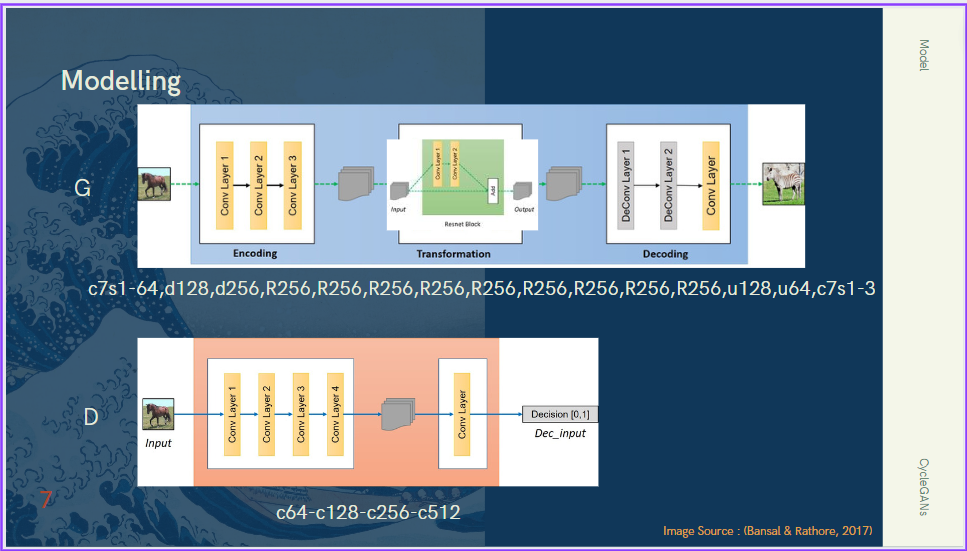 Modelling
Model
G
Conv Layer 1
Conv Layer 2
Conv Layer 3
Encoding
Input
Conv Layer 1
Conv Layer 2
Add
Output
Resnet Block
Transformation
DeConv Layer 1
DeConv Layer 2
Conv Layer
Decoding
c7s1-64,d128,d256,R256,R256,R256,R256,R256,R256,R256,R256,R256,u128,u64,c7s1-3
D
Input
Conv Layer 1
Conv Layer 2
Conv Layer 3
Conv Layer 4
Conv Layer
Decision [0,1]
Dec_input
c64-c128-c256-c512
7
Image Source : (Bansal & Rathore, 2017)
CycleGANs